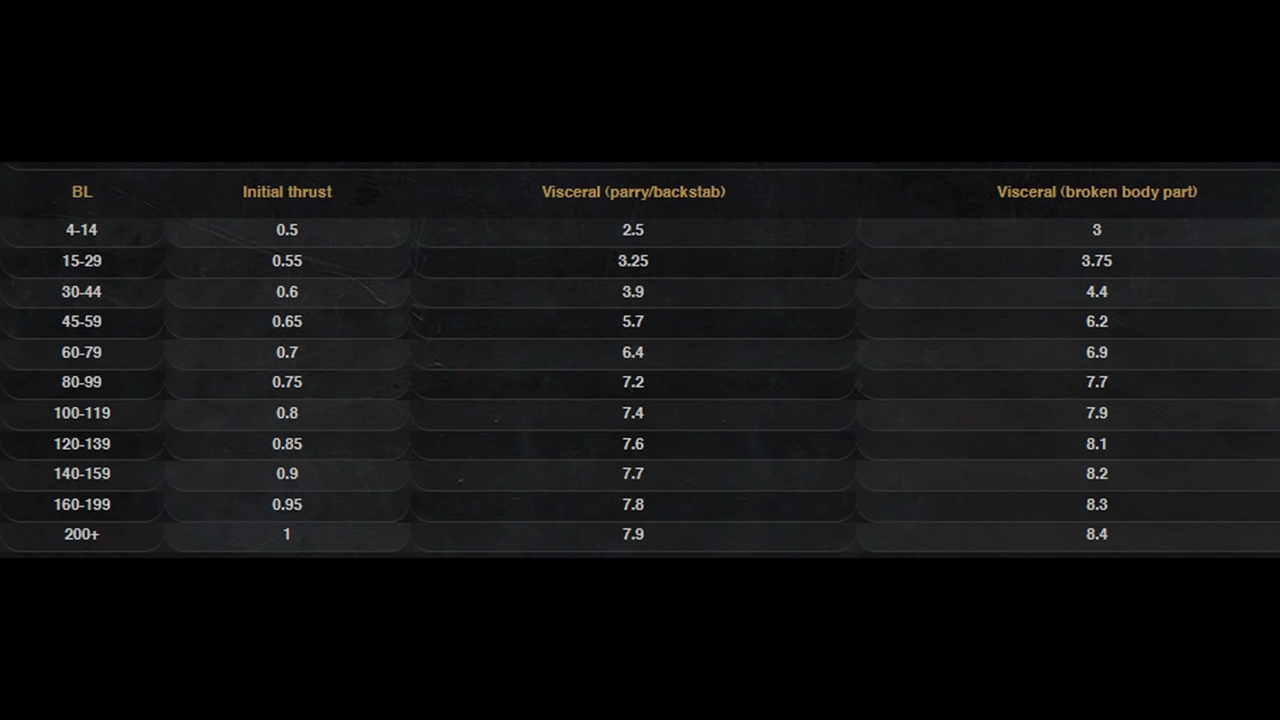 BL Initial thrust Visceral (parry/backstab) Visceral (broken body part)
4-14 0.5 2.5 3
15-29 0.55 3.25 3.75
30-44 0.6 3.9 4.4
45-59 0.65 5.7 6.2
60-79 0.7 6.4 6.9
80-99 0.75 7.2 7.7
100-119 0.8 7.4 7.9
120-139 0.85 7.6 8.1
140-159 0.9 7.7 8.2
160-199 0.95 7.8 8.3
200+ 1 7.9 8.4